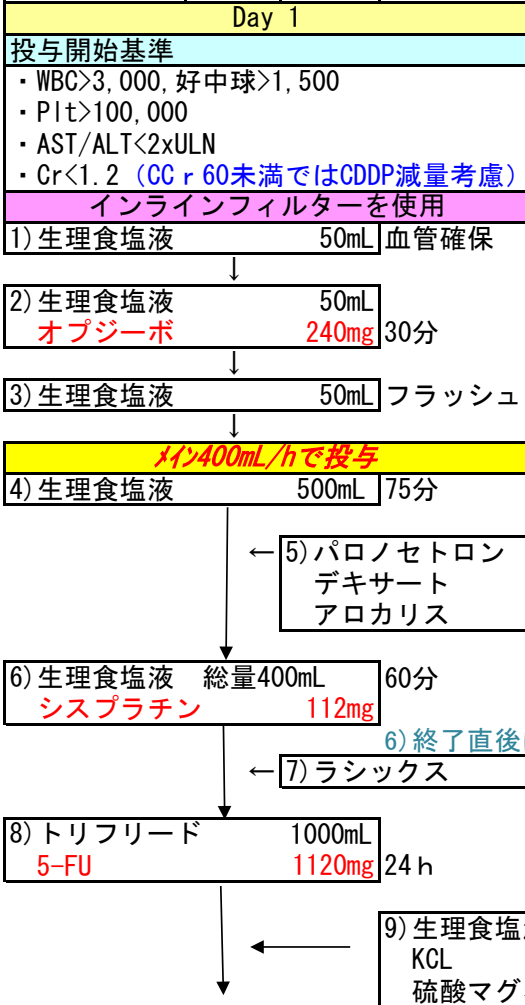 Day 1
投与開始基準
・WBC>3,000,好中球>1,500
・Plt>100,000
・AST/ALT<2xULN
・Cr<1.2（CCｒ60未満ではCDDP減量考慮）
インラインフィルターを使用
1)生理食塩液 50mL 血管確保
↓
2)生理食塩液 50mL
オプジーボ 240mg 30分
↓
3)生理食塩液 50mL フラッシュ
↓
ﾒｲﾝ400mL/hで投与
4)生理食塩液 500mL 75分
←5)パロノセトロン
デキサート
アロカリス
6)生理食塩液 総量400mL 60分
シスプラチン 112mg
6)終了直後
←7)ラシックス
8)トリフリード 1000mL
5-FU 1120mg 24ｈ
9)生理食塩
KCL
硫酸マグ